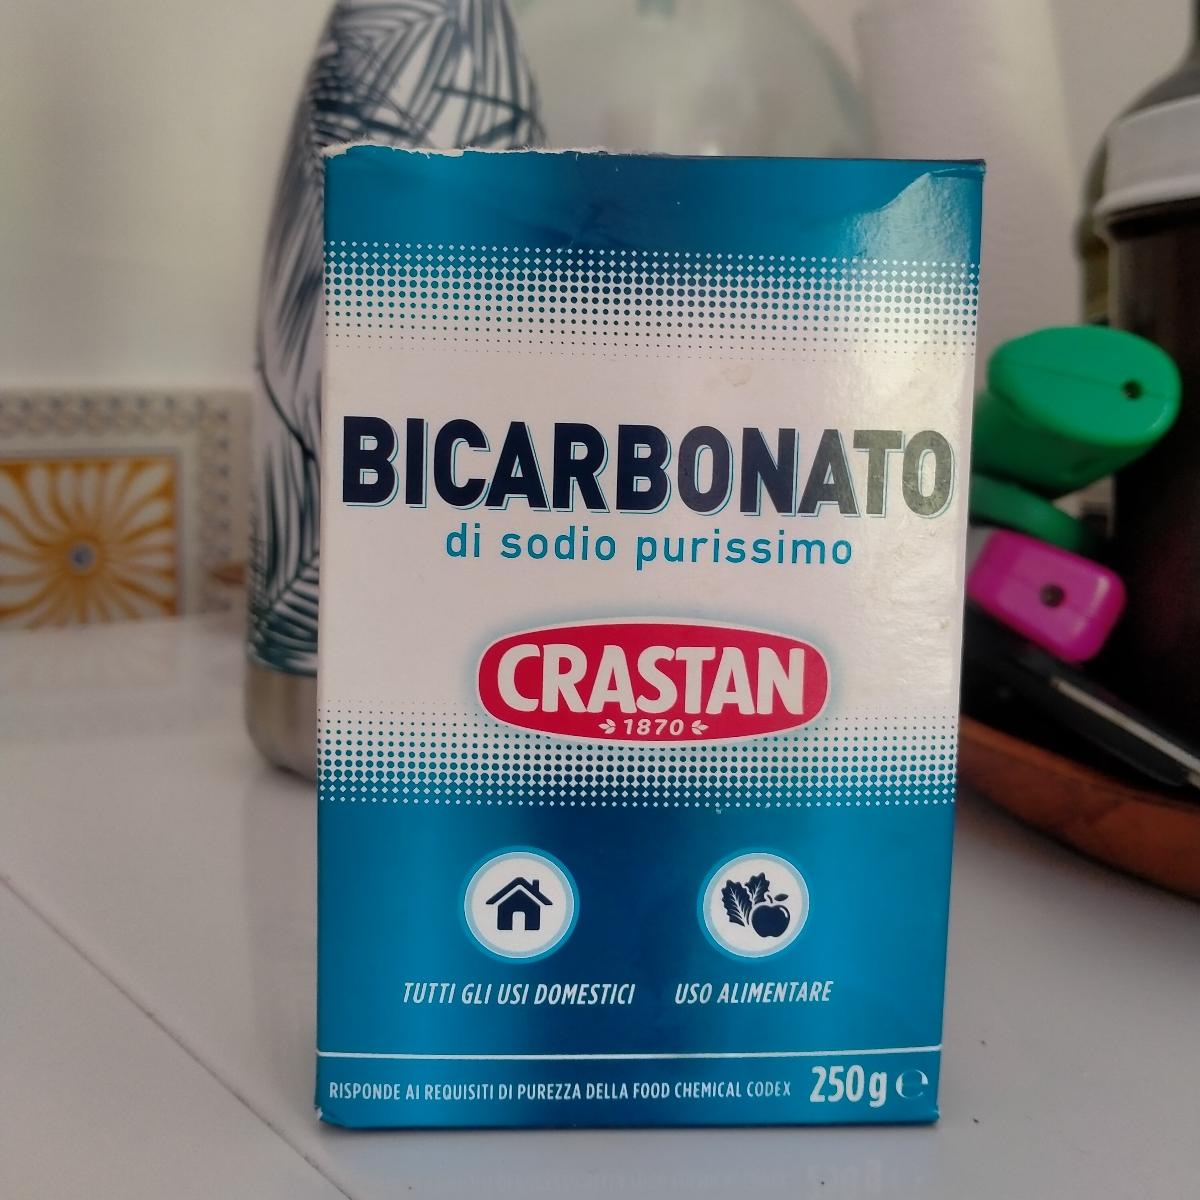 BICARBONATO
di sodio purissimo
CRASTAN
1870
TUTTI GLI USI DOMESTICI
USO ALIMENTARE
RISPONDE AI REQUISITI DI PUREZZA DELLA FOOD CHEMICAL CODEX 250g ℮